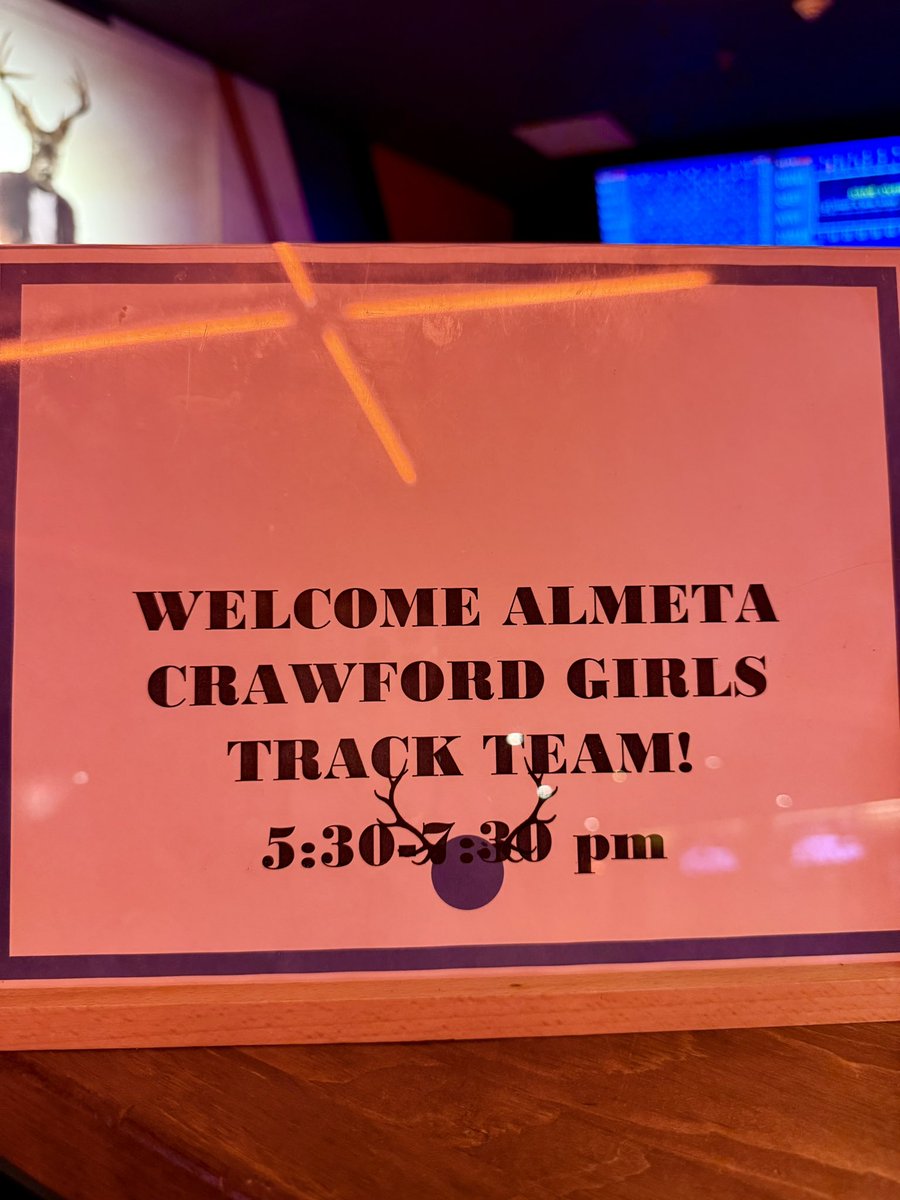 WELCOME ALMETA
CRAWFORD GIRLS
TRACK TEAM!
5:30-7:30 pm